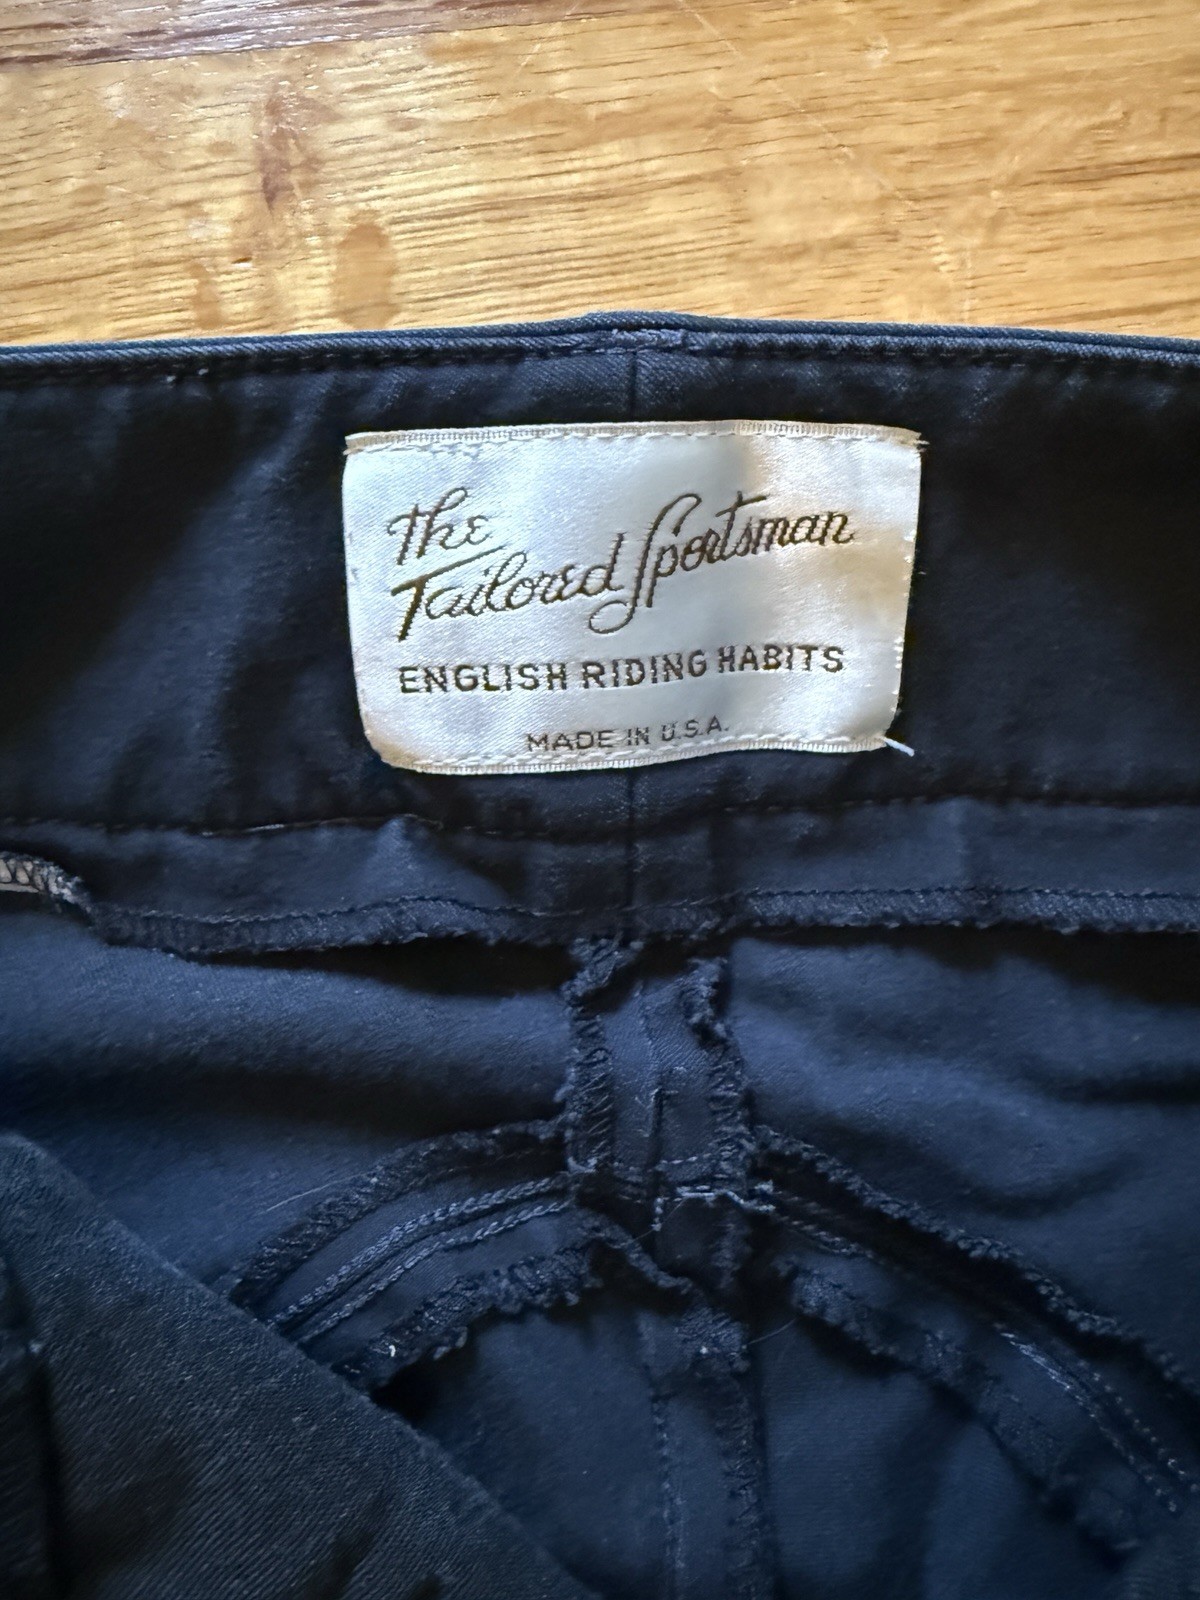 The
Tailored Sportsman
ENGLISH RIDING HABITS
MADE IN U.S.A.